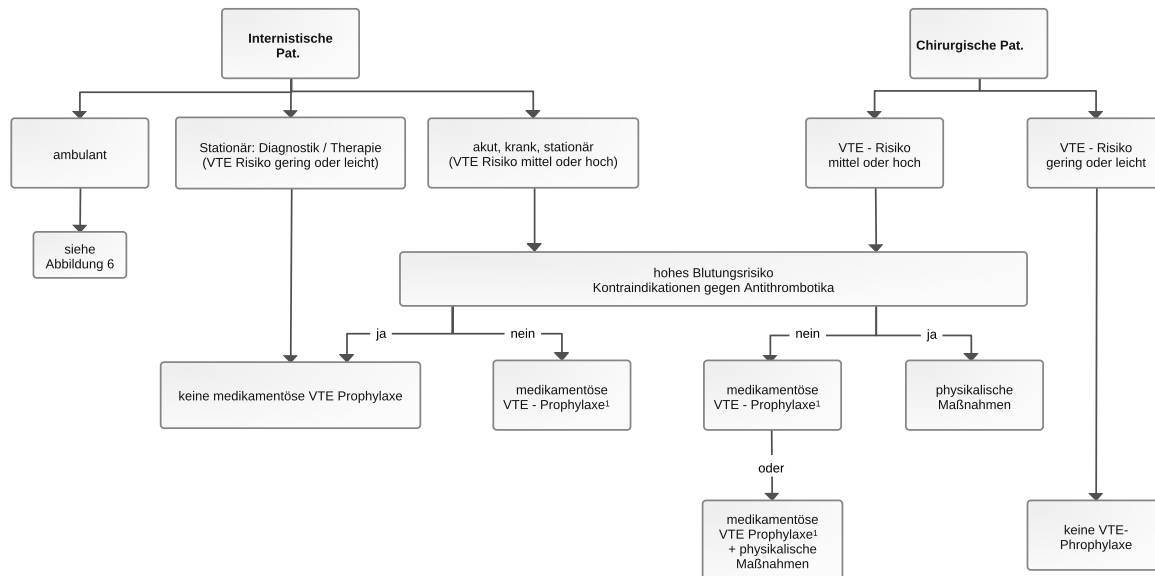 Internistische
Pat.
Chirurgische Pat.
ambulant
Stationär: Diagnostik / Therapie
(VTE Risiko gering oder leicht)
akut, krank, stationär
(VTE Risiko mittel oder hoch)
VTE - Risiko
mittel oder hoch
VTE - Risiko
gering oder leicht
siehe
Abbildung 6
hohes Blutungsrisiko
Kontraindikationen gegen Antithrombotika
ja
nein
nein
ja
keine medikamentöse VTE Prophylaxe
medikamentöse
VTE - Prophylaxe¹
medikamentöse
VTE - Prophylaxe¹
physikalische
Maßnahmen
oder
medikamentöse
VTE Prophylaxe¹
+ physikalische
Maßnahmen
keine VTE-
Phrophylaxe